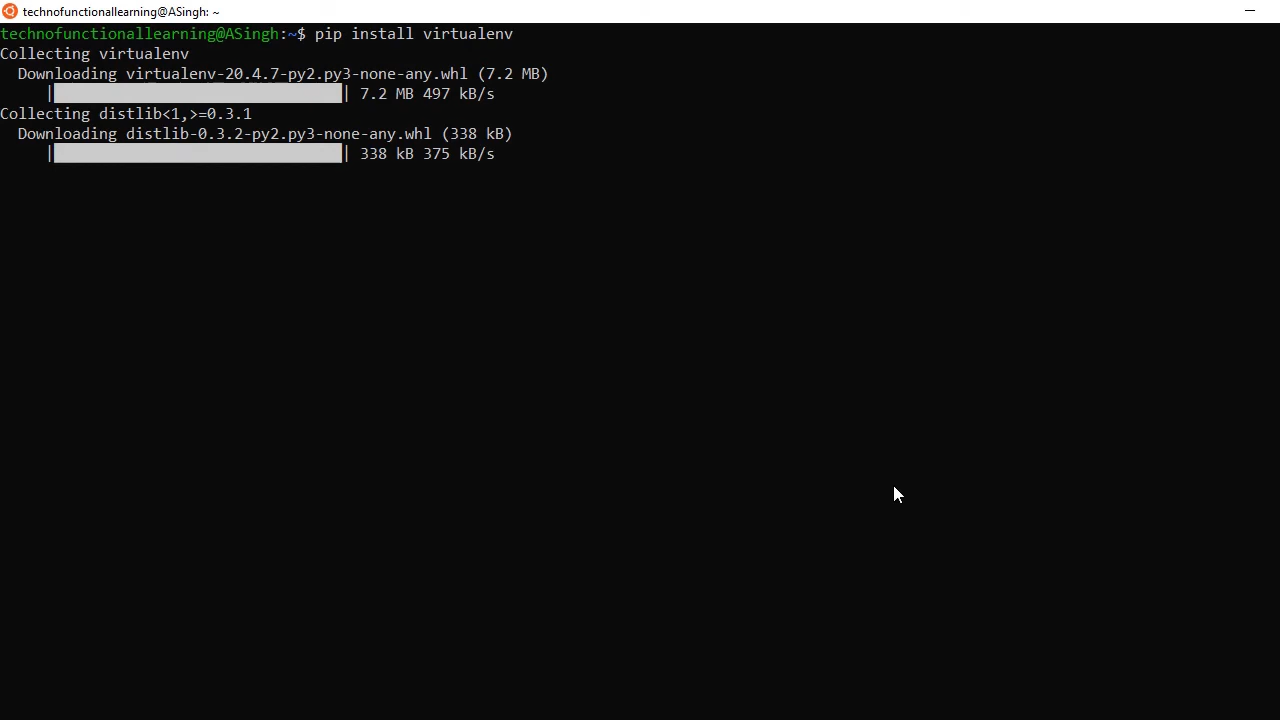 technofunctionallearning@ASingh: ~
technofunctionallearning@ASingh:~$ pip install virtualenv
Collecting virtualenv
  Downloading virtualenv-20.4.7-py2.py3-none-any.whl (7.2 MB)
     |████████████████████████████████| 7.2 MB 497 kB/s
Collecting distlib<1,>=0.3.1
  Downloading distlib-0.3.2-py2.py3-none-any.whl (338 kB)
     |████████████████████████████████| 338 kB 375 kB/s